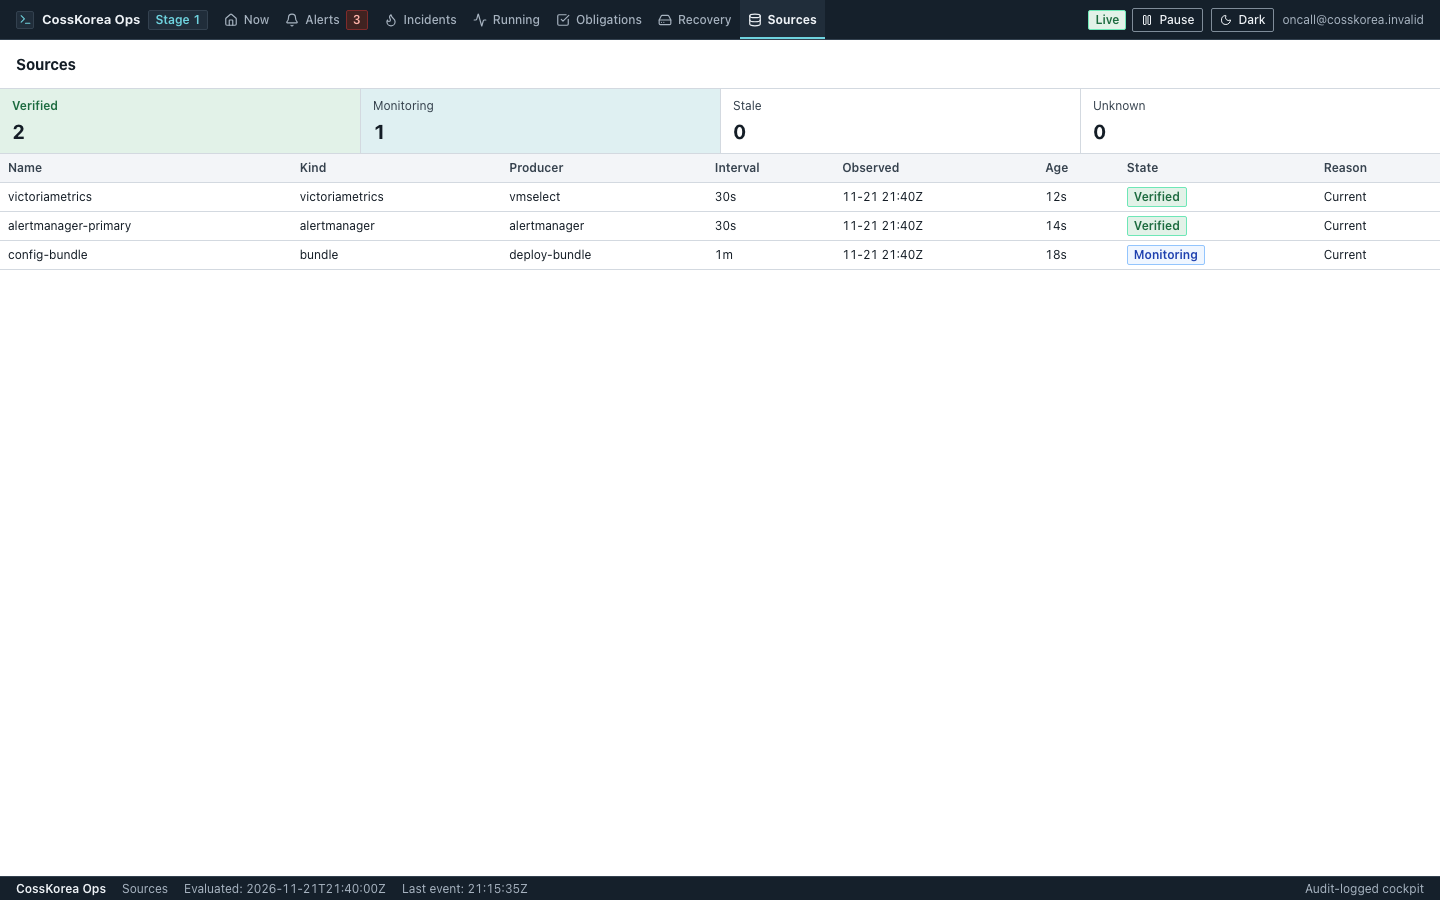 CossKorea Ops Stage 1 Now Alerts 3 Incidents Running Obligations Recovery Sources Live Pause Dark oncall@cosskorea.invalid
Sources
Verified Monitoring Stale Unknown
2 1 0 0
Name Kind Producer Interval Observed Age State Reason
victoriametrics victoriametrics vmselect 30s 11-21 21:40Z 12s Verified Current
alertmanager-primary alertmanager alertmanager 30s 11-21 21:40Z 14s Verified Current
config-bundle bundle deploy-bundle 1m 11-21 21:40Z 18s Monitoring Current
CossKorea Ops Sources Evaluated: 2026-11-21T21:40:00Z Last event: 21:15:35Z Audit-logged cockpit